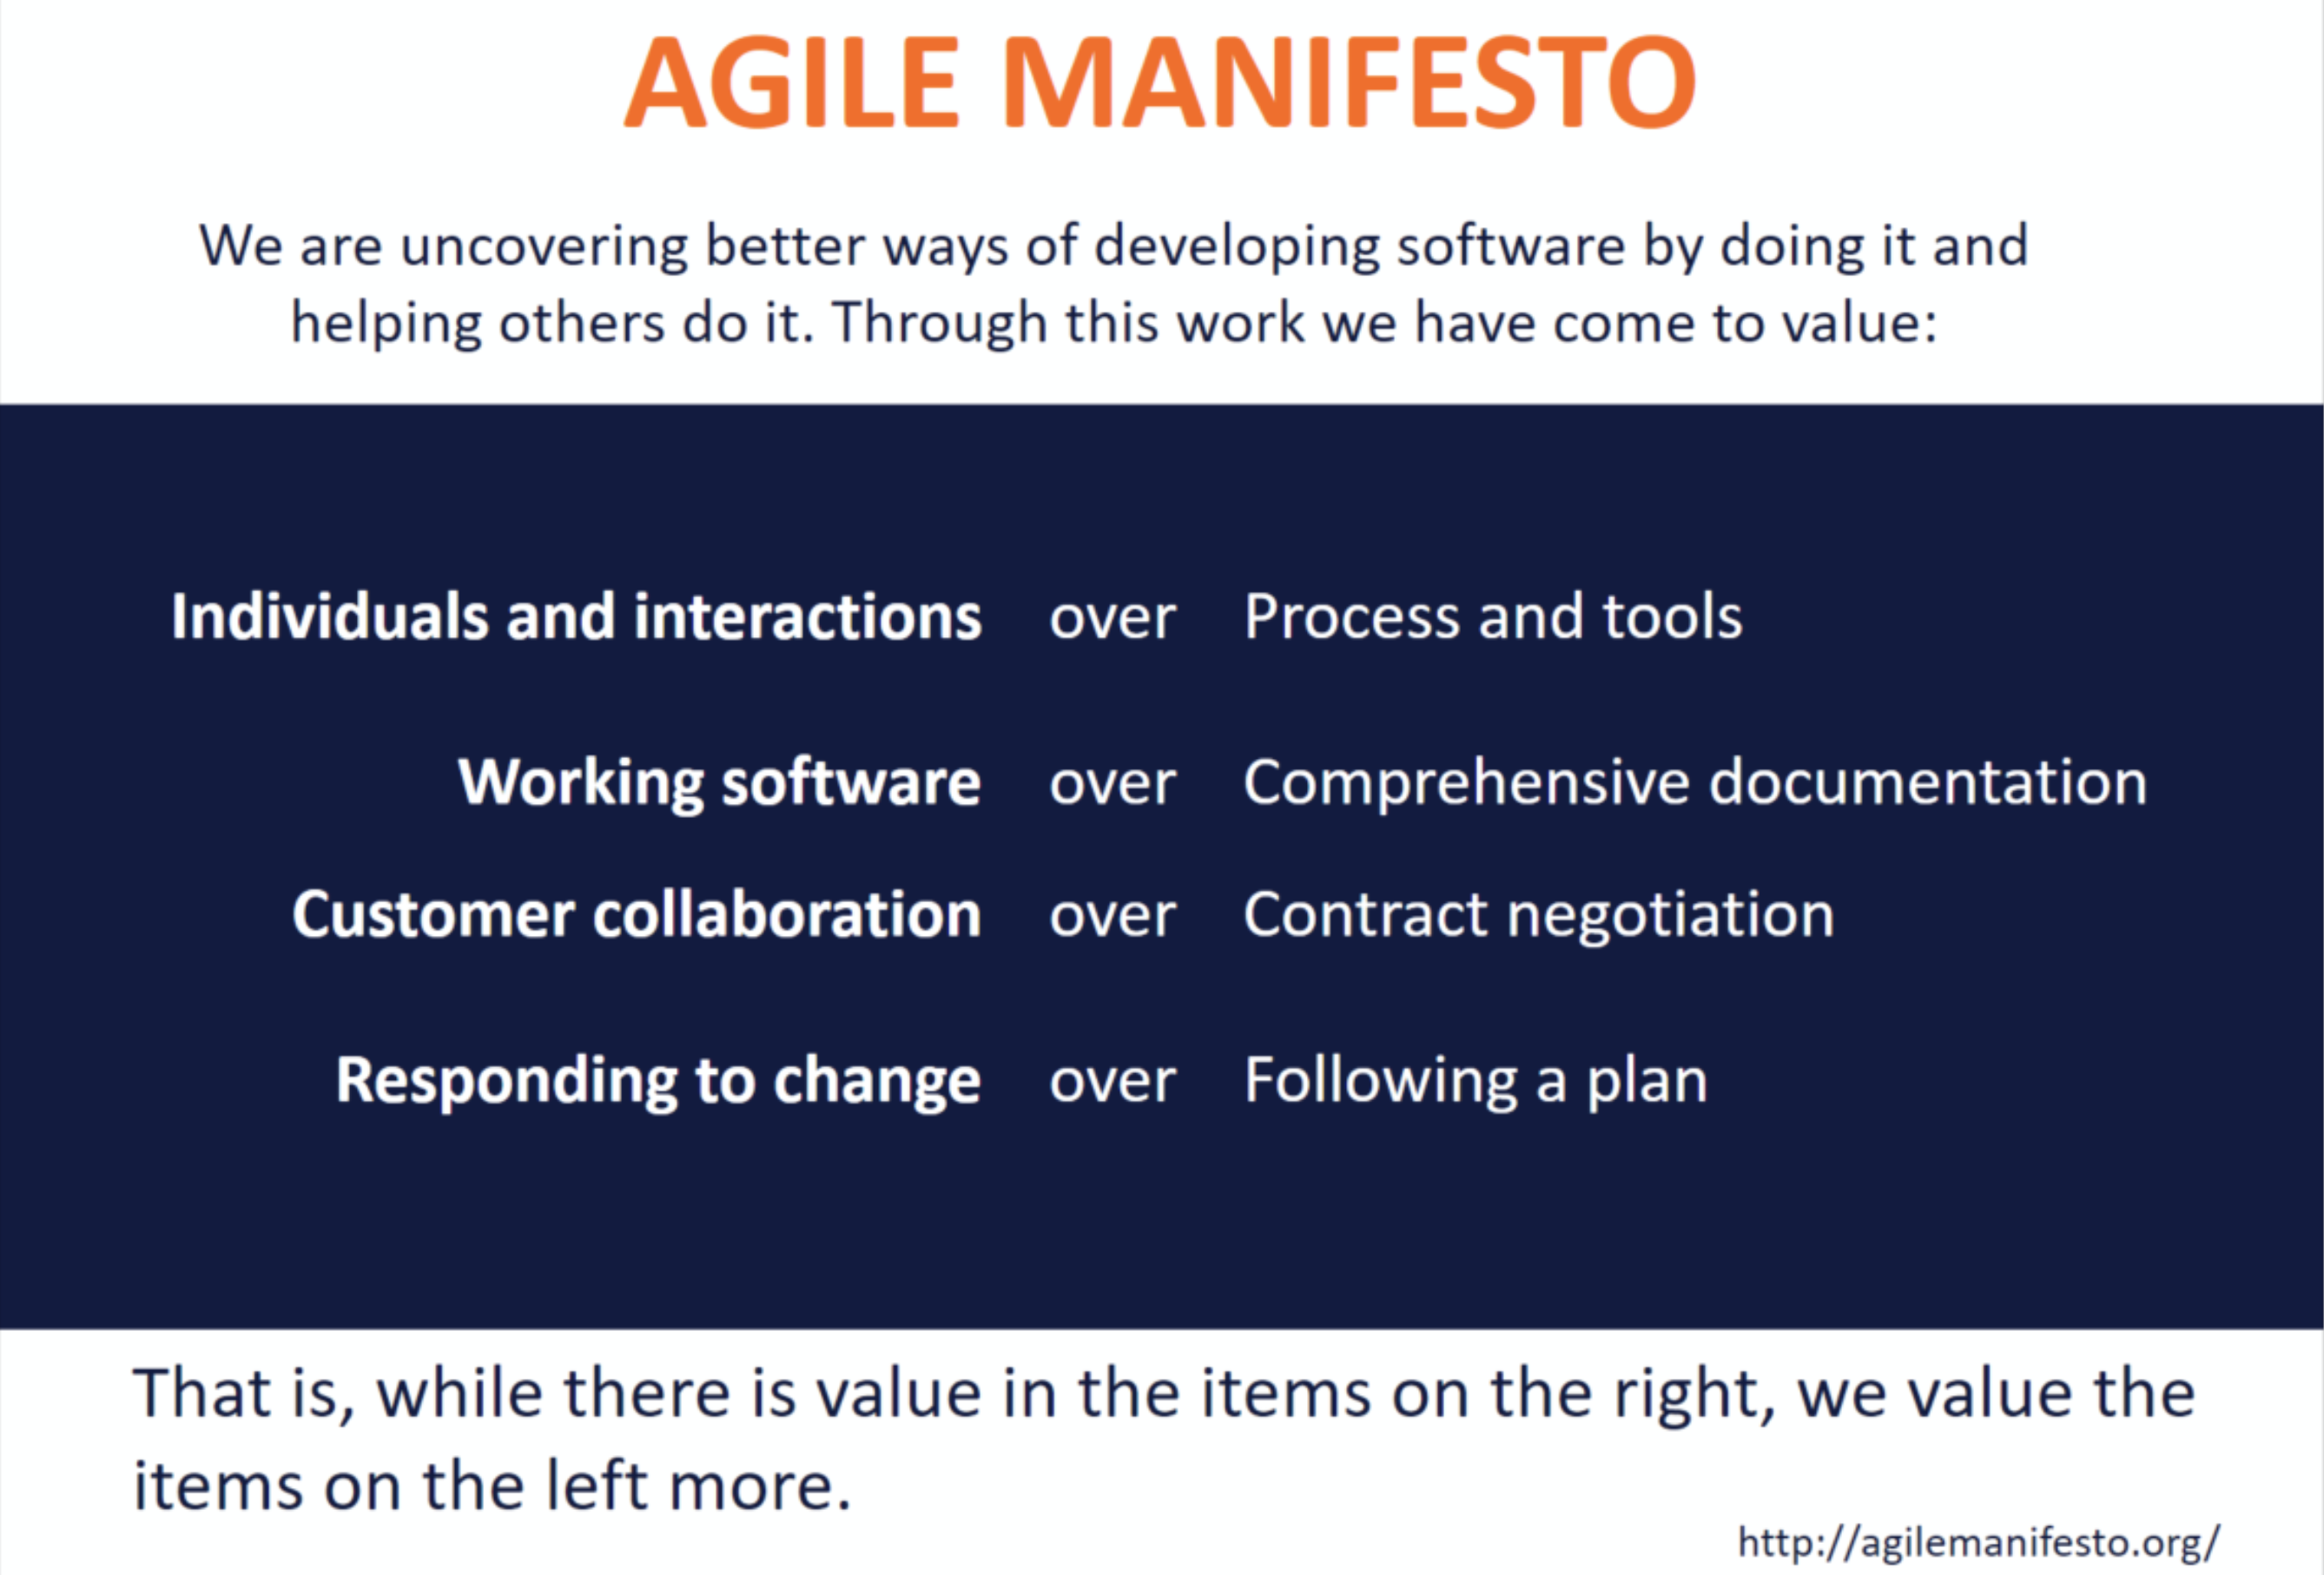 AGILE MANIFESTO
We are uncovering better ways of developing software by doing it and
helping others do it. Through this work we have come to value:
Individuals and interactions over Process and tools
Working software over Comprehensive documentation
Customer collaboration over Contract negotiation
Responding to change over Following a plan
That is, while there is value in the items on the right, we value the
items on the left more.
http://agilemanifesto.org/